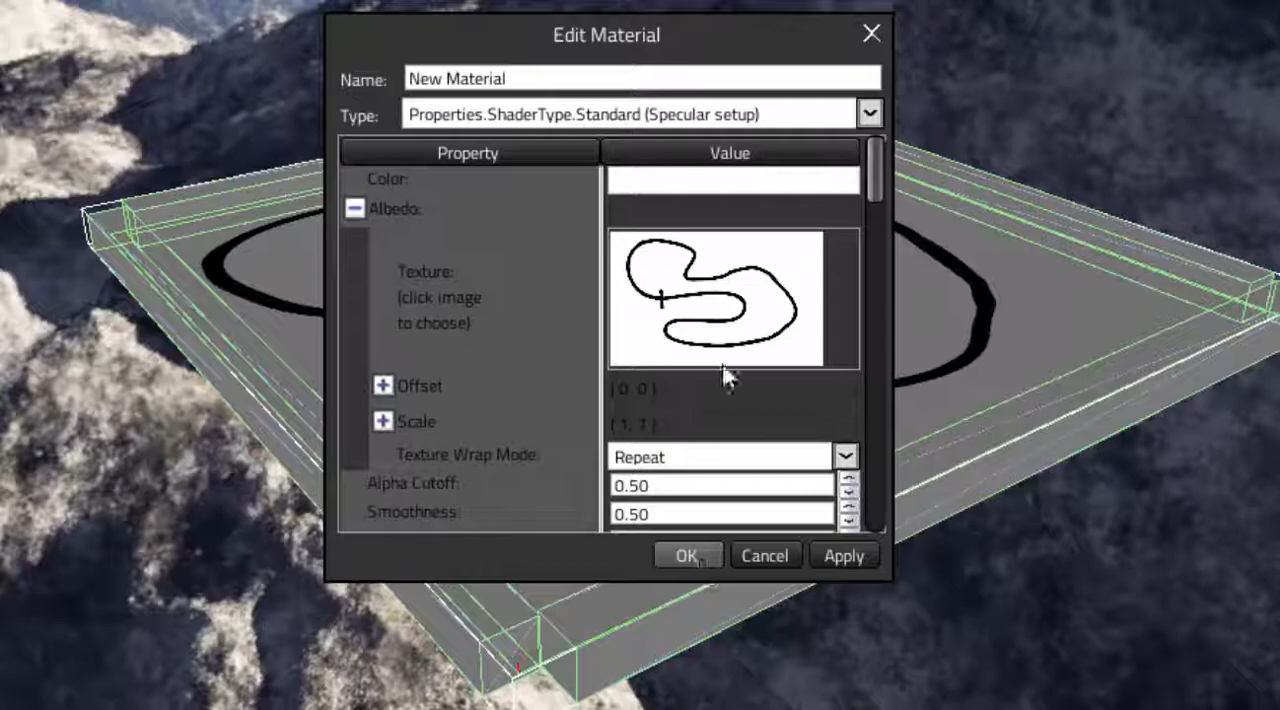 Edit Material
Name: New Material
Type: Properties.ShaderType.Standard (Specular setup)
Property Value
Color:
Albedo:
Texture:
(click image
to choose)
Offset (0, 0)
Scale (1, 1)
Texture Wrap Mode: Repeat
Alpha Cutoff: 0.50
Smoothness: 0.50
OK Cancel Apply